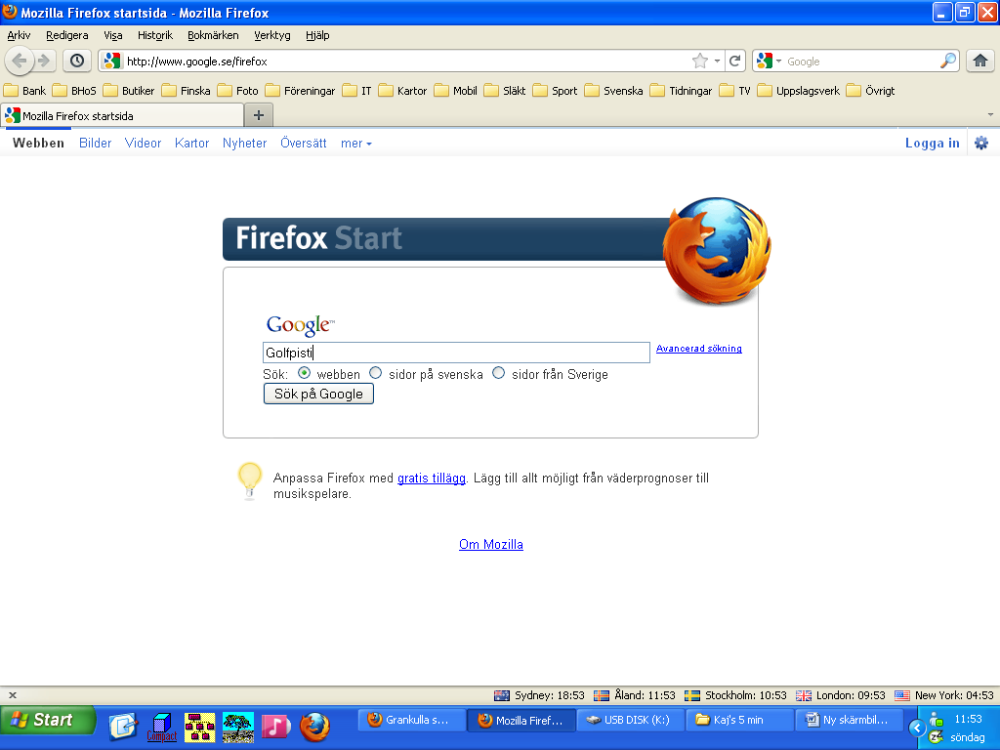 Mozilla Firefox startsida - Mozilla Firefox
Arkiv Redigera Visa Historik Bokmärken Verktyg Hjälp
http://www.google.se/firefox Google
Bank BHoS Butiker Finska Foto Föreningar IT Kartor Mobil Släkt Sport Svenska Tidningar TV Uppslagsverk Övrigt
Mozilla Firefox startsida
Webben Bilder Videor Kartor Nyheter Översätt mer Logga in
Firefox Start
Google™
Golfpisti Avancerad sökning
Sök: webben sidor på svenska sidor från Sverige
Sök på Google
Anpassa Firefox med gratis tillägg. Lägg till allt möjligt från väderprognoser till
musikspelare.
Om Mozilla
Sydney: 18:53 Åland: 11:53 Stockholm: 10:53 London: 09:53 New York: 04:53
Start Compact Grankulla s... Mozilla Firef... USB DISK (K:) Kaj's 5 min Ny skärmbil... 11:53
söndag